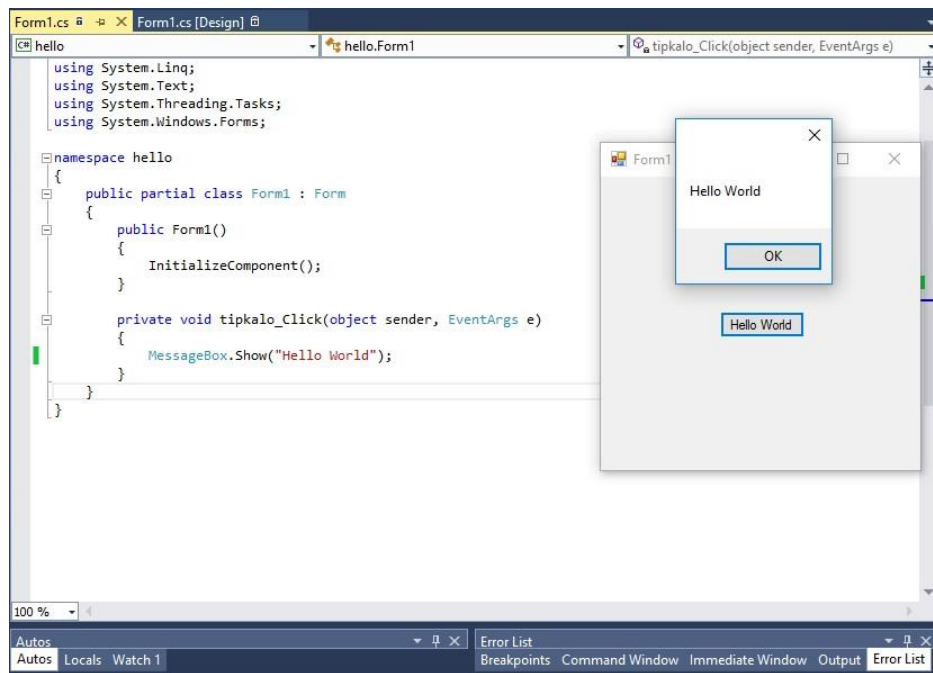 Form1.cs Form1.cs [Design]
hello hello.Form1 tipkalo_Click(object sender, EventArgs e)
using System.Linq;
using System.Text;
using System.Threading.Tasks;
using System.Windows.Forms;
namespace hello
{
public partial class Form1 : Form
{
public Form1()
{
InitializeComponent();
}
private void tipkalo_Click(object sender, EventArgs e)
{
MessageBox.Show("Hello World");
}
}
}
Form1
Hello World
OK
Hello World
100 %
Autos
Autos Locals Watch 1
Error List
Breakpoints Command Window Immediate Window Output Error List